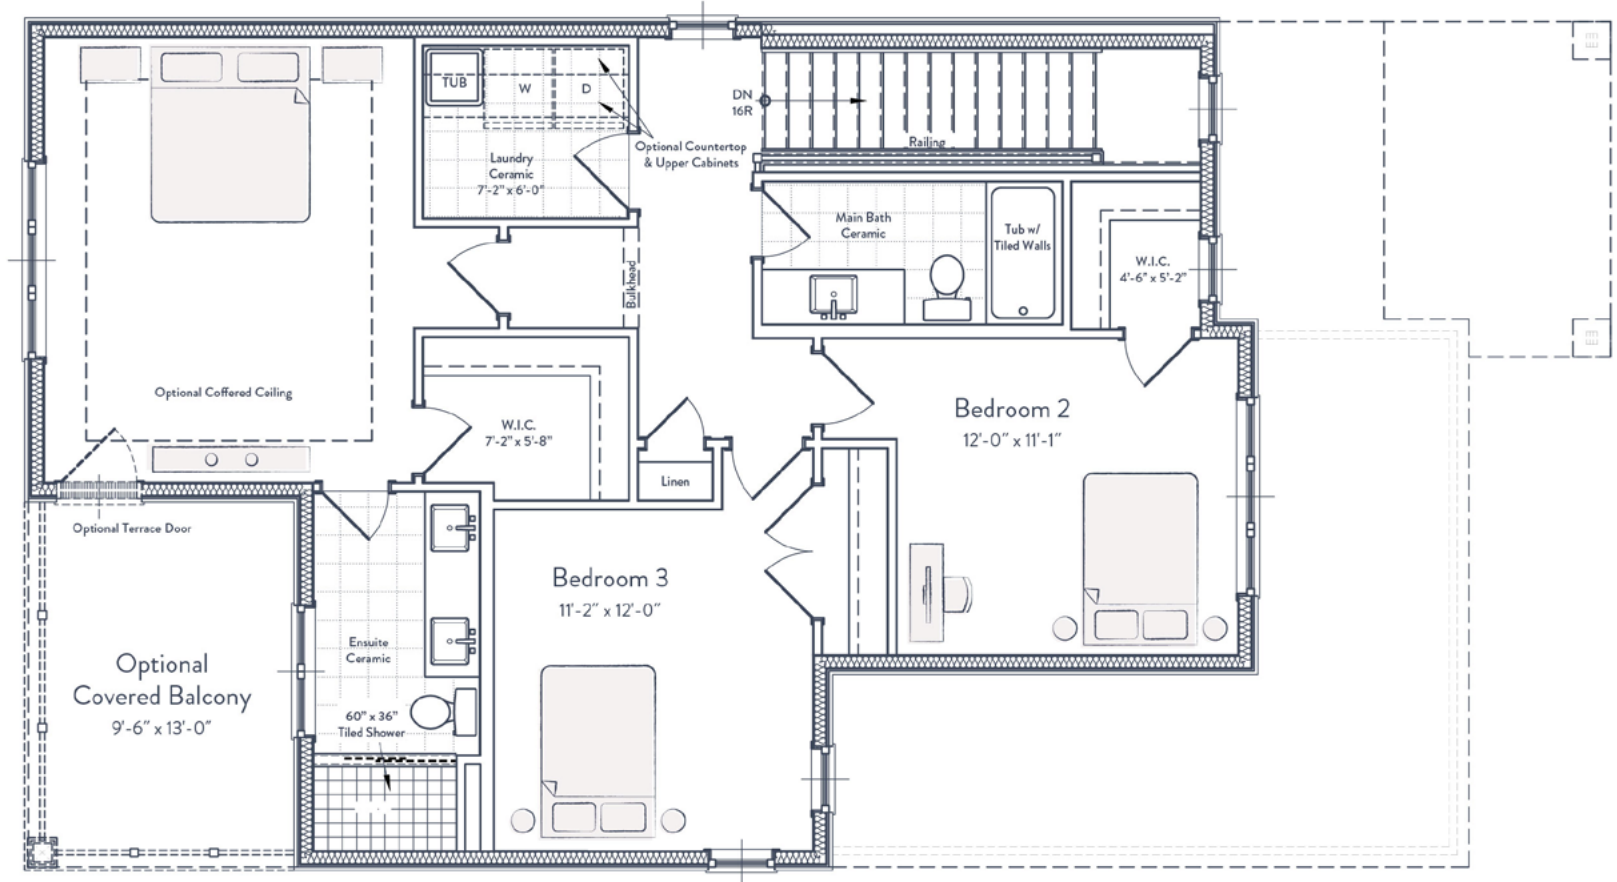 TUB
W
D
Laundry
Ceramic
7'-2" x 6'-0"
Optional Countertop
& Upper Cabinets
DN
16R
Railing
Main Bath
Ceramic
Tub w/
Tiled Walls
W.I.C.
4'-6" x 5'-2"
Bulkhead
Optional Coffered Ceiling
W.I.C.
7'-2" x 5'-8"
Linen
Bedroom 2
12'-0" x 11'-1"
Optional Terrace Door
Bedroom 3
11'-2" x 12'-0"
Ensuite
Ceramic
Optional
Covered Balcony
9'-6" x 13'-0"
60" x 36"
Tiled Shower